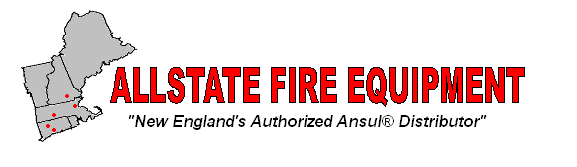 ALLSTATE FIRE EQUIPMENT
"New England's Authorized Ansul® Distributor"